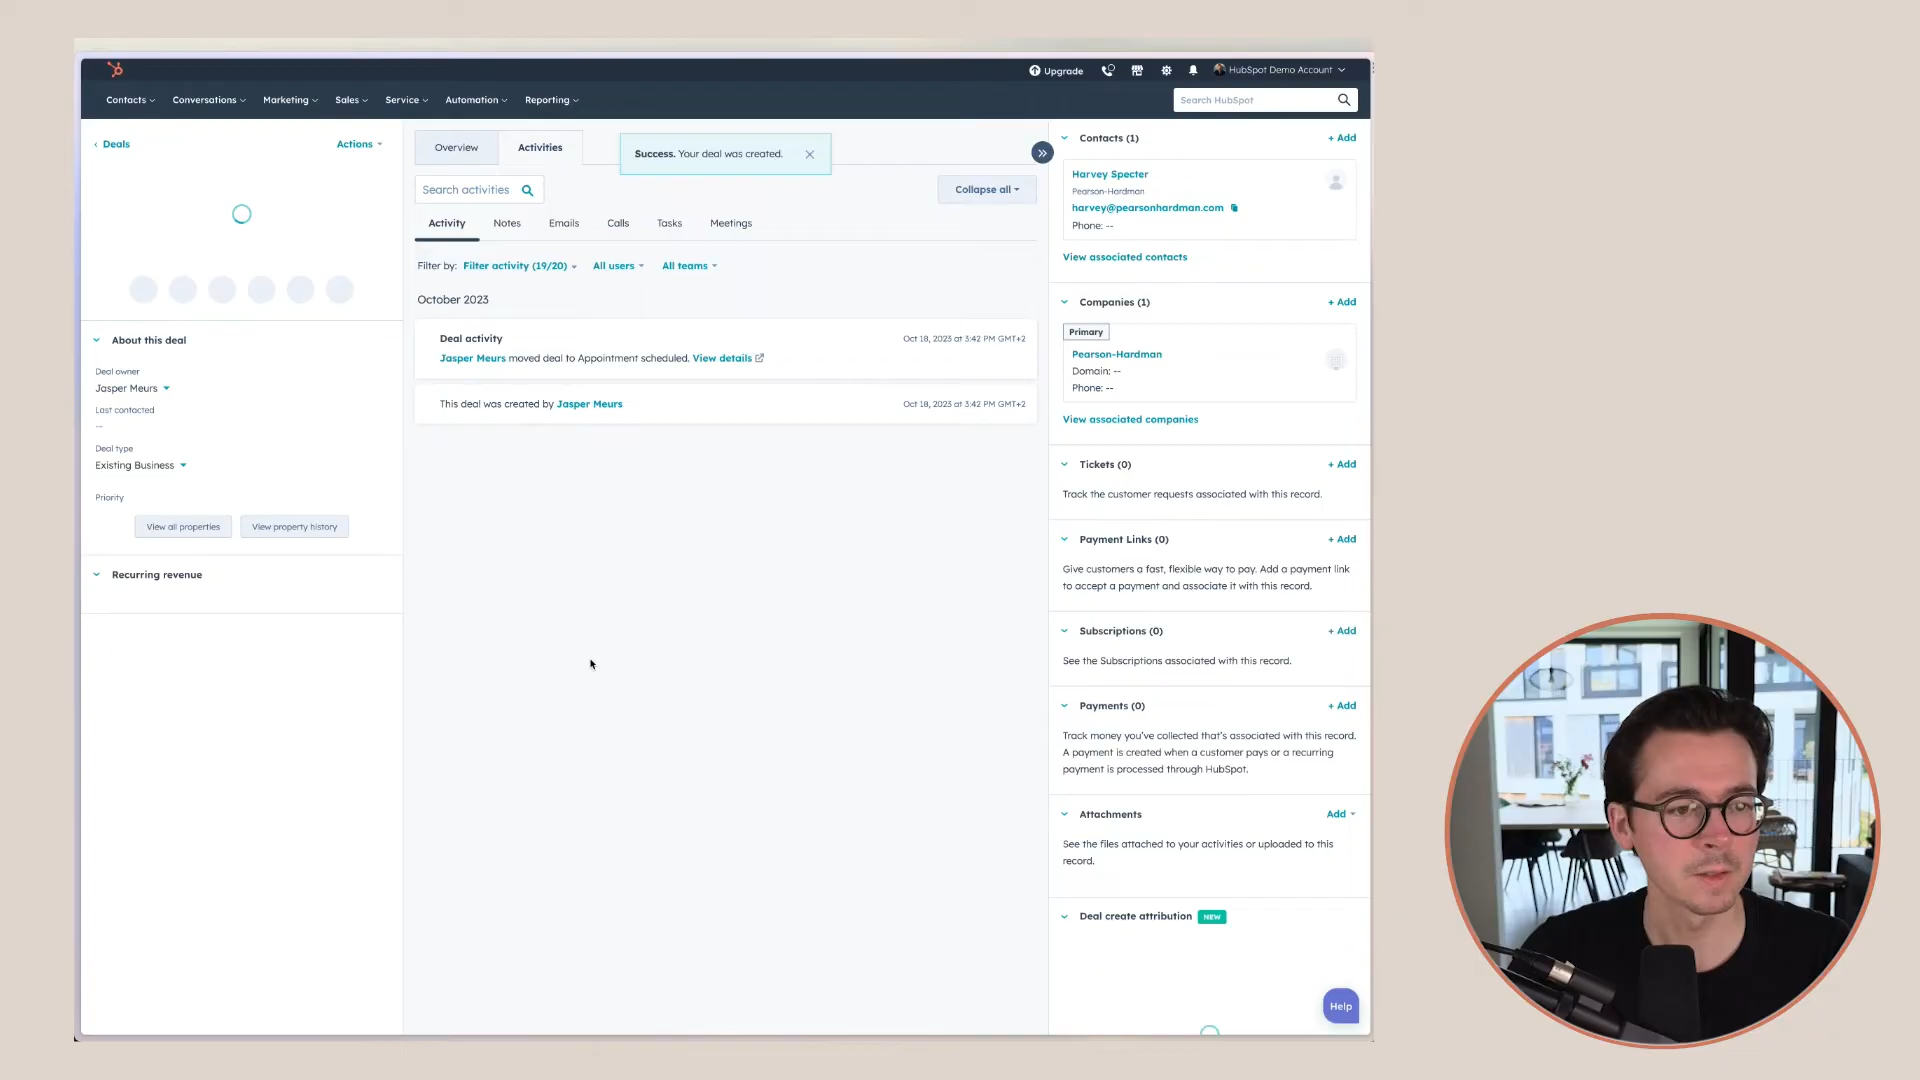 Upgrade
HubSpot Demo Account
Contacts
Conversations
Marketing
Sales
Service
Automation
Reporting
Search HubSpot
Deals
Actions
About this deal
Deal owner
Jasper Meurs
Last contacted
--
Deal type
Existing Business
Priority
View all properties
View property history
Recurring revenue
Overview
Activities
Success. Your deal was created.
Search activities
Collapse all
Activity
Notes
Emails
Calls
Tasks
Meetings
Filter by: Filter activity (19/20)
All users
All teams
October 2023
Deal activity
Oct 18, 2023 at 3:42 PM GMT+2
Jasper Meurs moved deal to Appointment scheduled. View details
This deal was created by Jasper Meurs
Oct 18, 2023 at 3:42 PM GMT+2
Contacts (1)
+ Add
Harvey Specter
Pearson-Hardman
harvey@pearsonhardman.com
Phone: --
View associated contacts
Companies (1)
+ Add
Primary
Pearson-Hardman
Domain: --
Phone: --
View associated companies
Tickets (0)
+ Add
Track the customer requests associated with this record.
Payment Links (0)
+ Add
Give customers a fast, flexible way to pay. Add a payment link
to accept a payment and associate it with this record.
Subscriptions (0)
+ Add
See the Subscriptions associated with this record.
Payments (0)
+ Add
Track money you've collected that's associated with this record.
A payment is created when a customer pays or a recurring
payment is processed through HubSpot.
Attachments
Add
See the files attached to your activities or uploaded to this
record.
Deal create attribution
NEW
Help